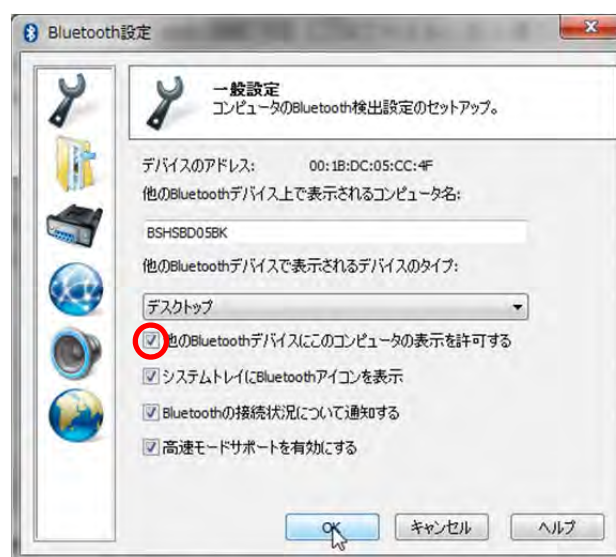 Bluetooth設定
一般設定
コンピュータのBluetooth検出設定のセットアップ。
デバイスのアドレス: 00:1B:DC:05:CC:4F
他のBluetoothデバイス上で表示されるコンピュータ名:
BSHSBD05BK
他のBluetoothデバイスで表示されるデバイスのタイプ:
デスクトップ
他のBluetoothデバイスにこのコンピュータの表示を許可する
システムトレイにBluetoothアイコンを表示
Bluetoothの接続状況について通知する
高速モードサポートを有効にする
OK キャンセル ヘルプ